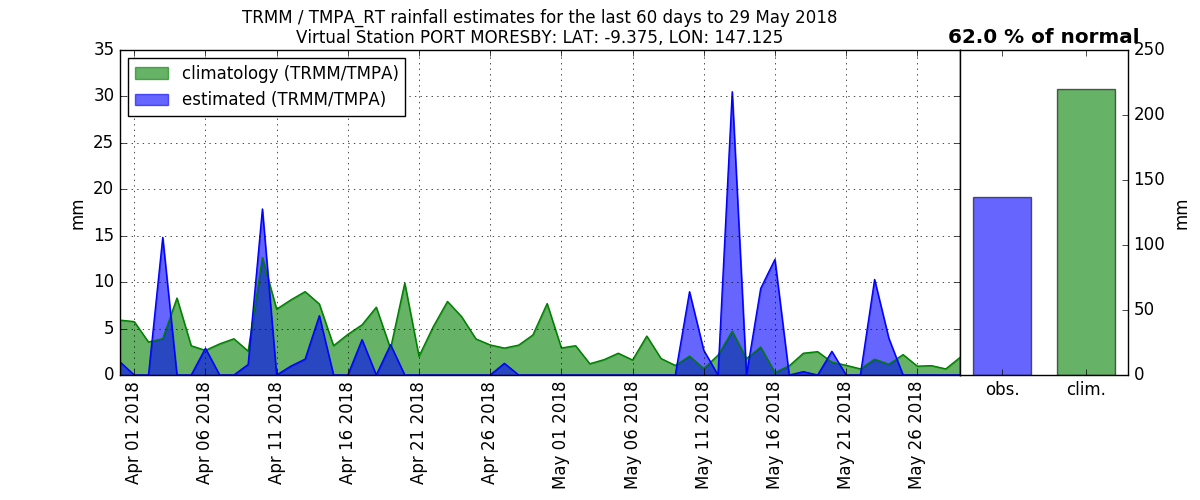 TRMM / TMPA_RT rainfall estimates for the last 60 days to 29 May 2018
Virtual Station PORT MORESBY: LAT: -9.375, LON: 147.125
62.0 % of normal
climatology (TRMM/TMPA)
estimated (TRMM/TMPA)
35
30
25
20
15
10
5
0
mm
Apr 01 2018
Apr 06 2018
Apr 11 2018
Apr 16 2018
Apr 21 2018
Apr 26 2018
May 01 2018
May 06 2018
May 11 2018
May 16 2018
May 21 2018
May 26 2018
obs.
clim.
250
200
150
100
50
0
mm